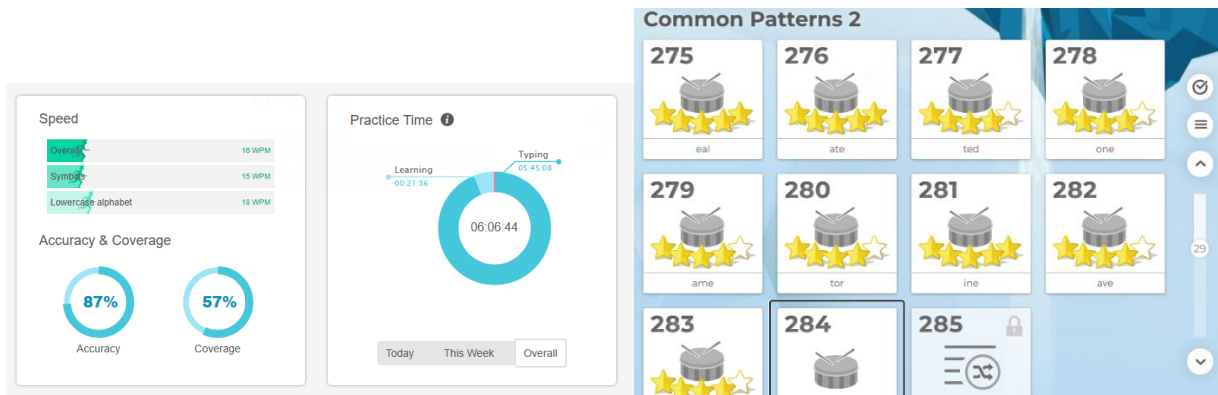 Speed
Overall 16 WPM
Symbols 15 WPM
Lowercase alphabet 18 WPM
Accuracy & Coverage
87% 57%
Accuracy Coverage
Practice Time
Typing
05:45:08
Learning
00:21:36
06:06:44
Today This Week Overall
Common Patterns 2
275 276 277 278
eal ate ted one
279 280 281 282
ame tor ine ave
283 284 285
29